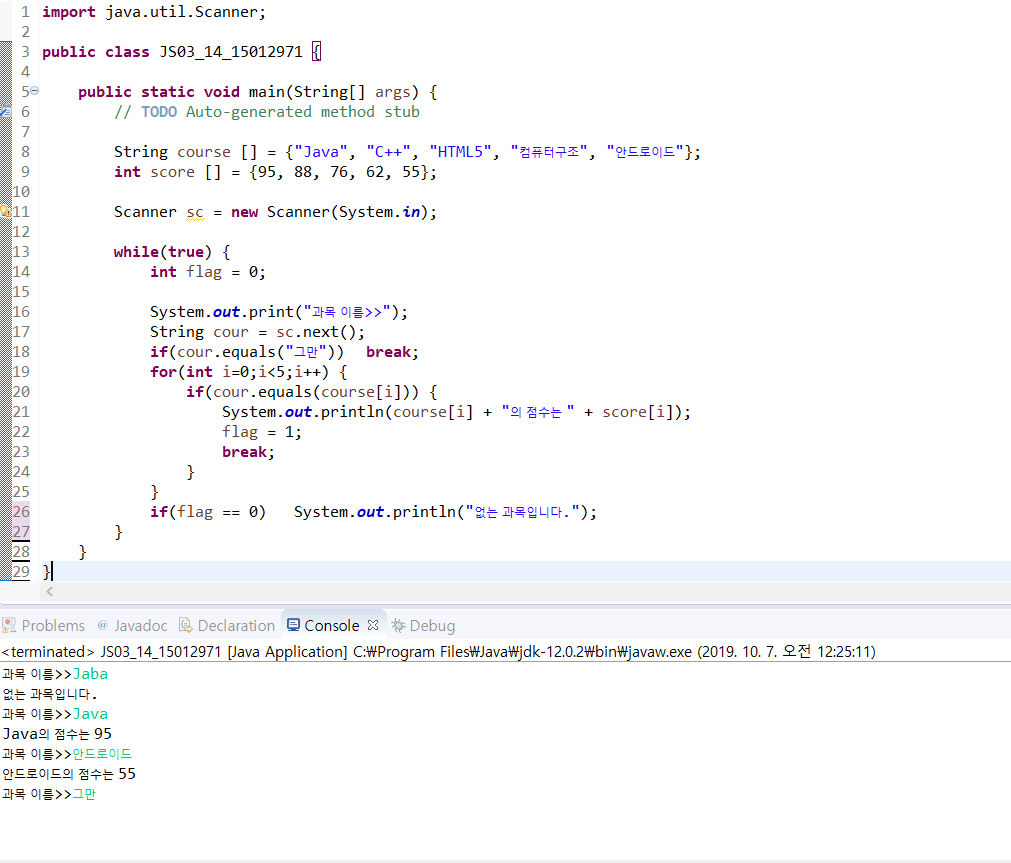 1 import java.util.Scanner;
2
3 public class JS03_14_15012971 {
4
5 public static void main(String[] args) {
6 // TODO Auto-generated method stub
7
8 String course [] = {"Java", "C++", "HTML5", "컴퓨터구조", "안드로이드"};
9 int score [] = {95, 88, 76, 62, 55};
10
11 Scanner sc = new Scanner(System.in);
12
13 while(true) {
14 int flag = 0;
15
16 System.out.print("과목 이름>>");
17 String cour = sc.next();
18 if(cour.equals("그만")) break;
19 for(int i=0;i<5;i++) {
20 if(cour.equals(course[i])) {
21 System.out.println(course[i] + "의 점수는 " + score[i]);
22 flag = 1;
23 break;
24 }
25 }
26 if(flag == 0) System.out.println("없는 과목입니다.");
27 }
28 }
29 }
Problems @ Javadoc Declaration Console Debug
<terminated> JS03_14_15012971 [Java Application] C:₩Program Files₩Java₩jdk-12.0.2₩bin₩javaw.exe (2019. 10. 7. 오전 12:25:11)
과목 이름>>Jaba
없는 과목입니다.
과목 이름>>Java
Java의 점수는 95
과목 이름>>안드로이드
안드로이드의 점수는 55
과목 이름>>그만